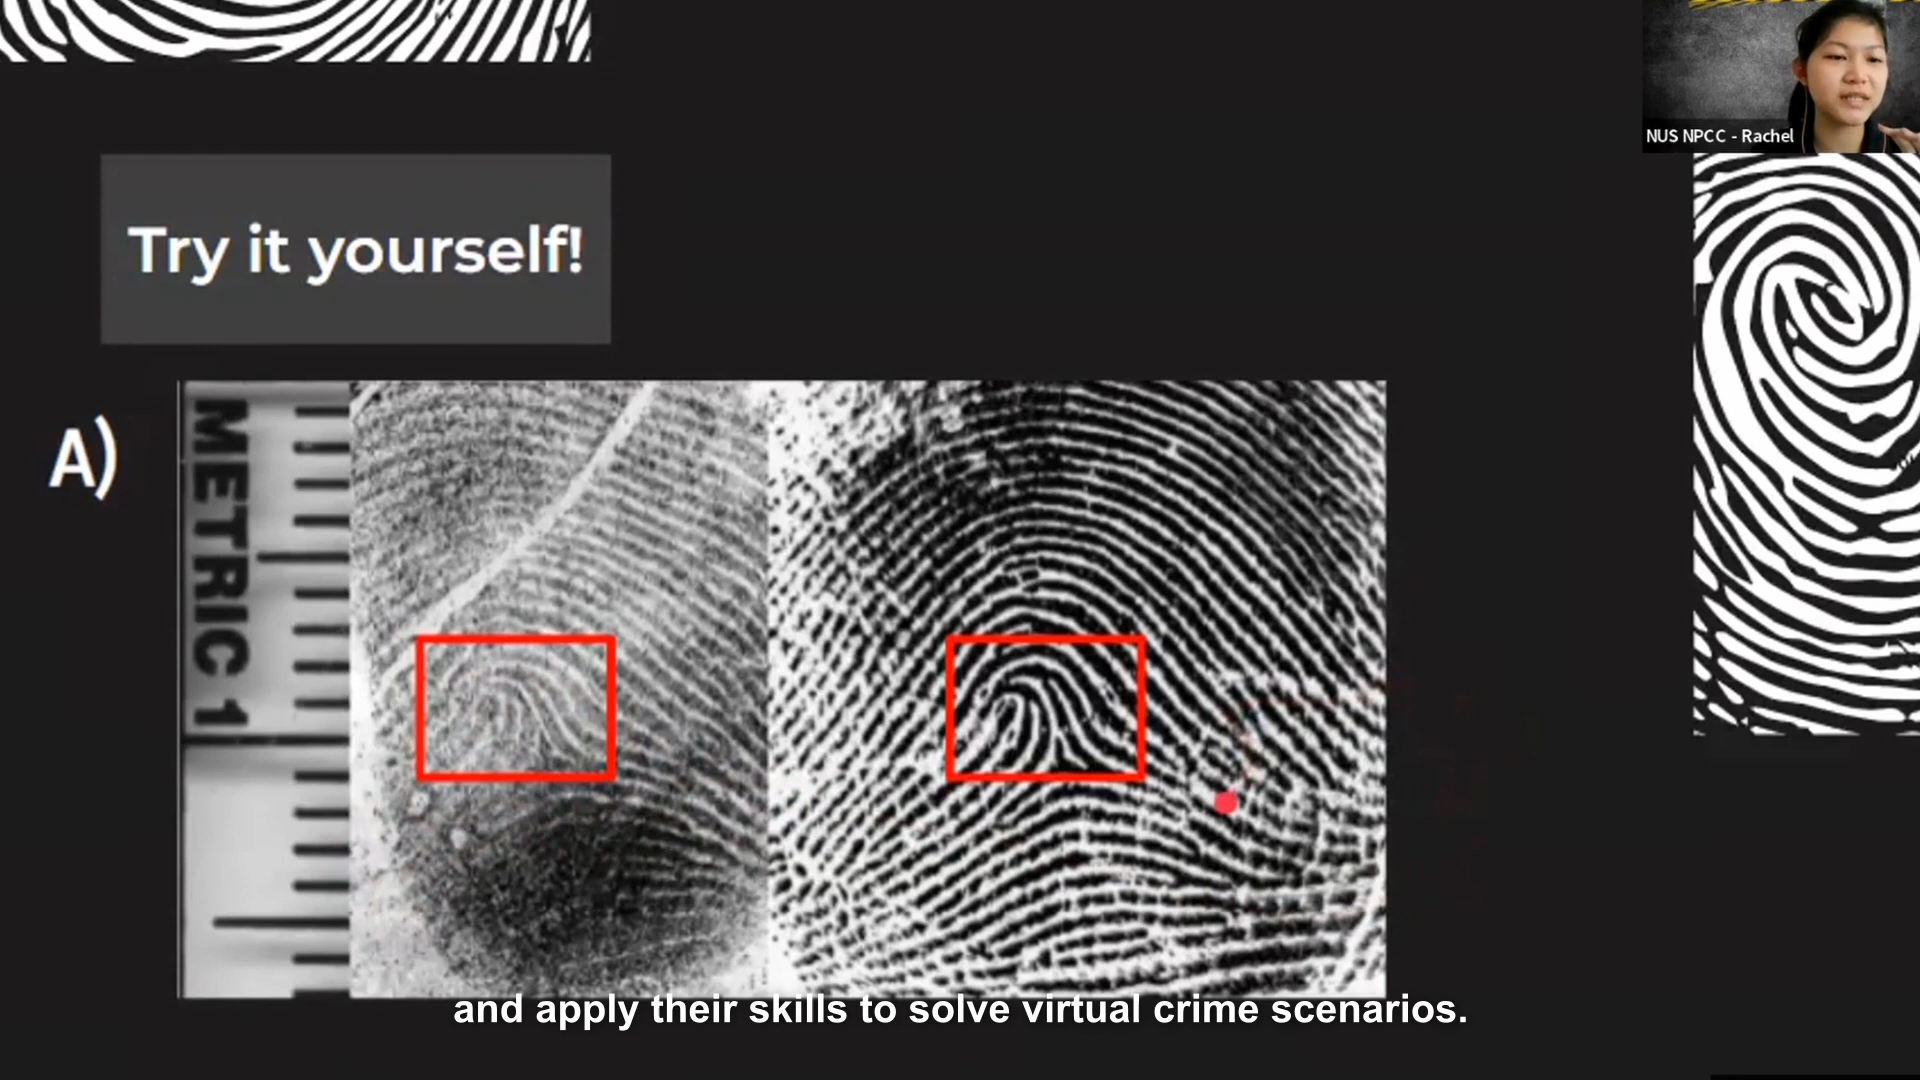 NUS NPCC - Rachel
Try it yourself!
A)
METRIC 1
and apply their skills to solve virtual crime scenarios.